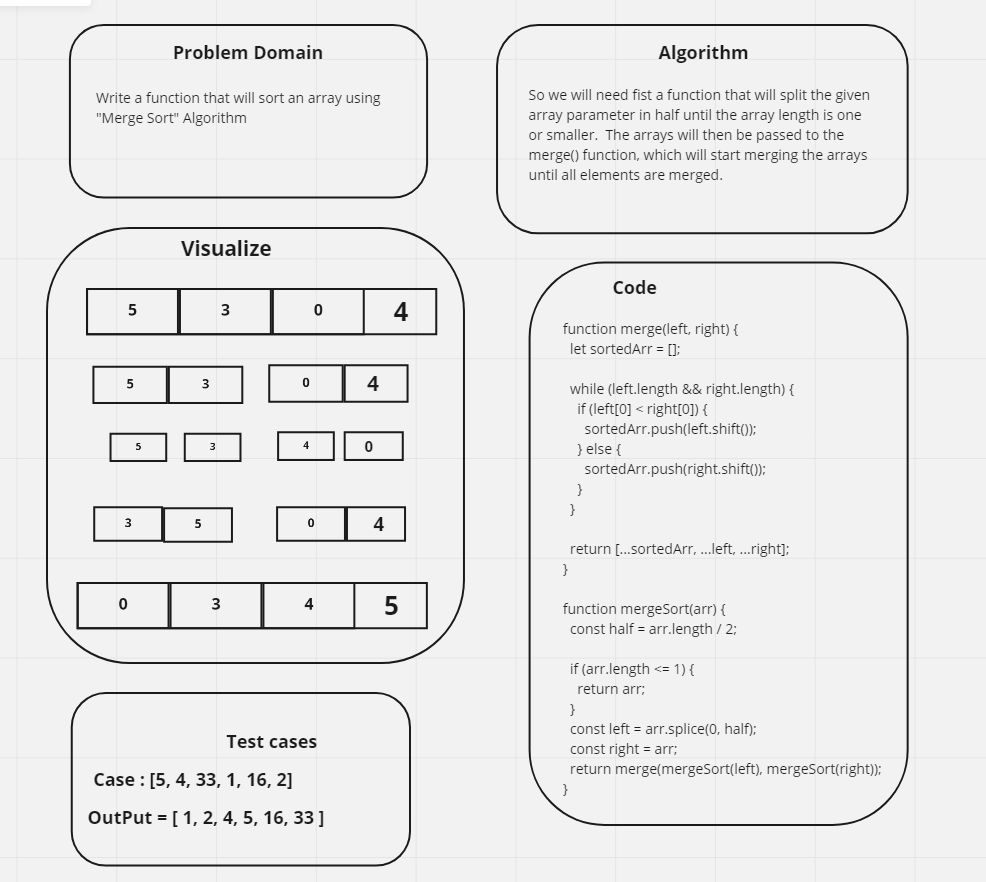 Problem Domain
Write a function that will sort an array using
"Merge Sort" Algorithm
Algorithm
So we will need fist a function that will split the given
array parameter in half until the array length is one
or smaller.  The arrays will then be passed to the
merge() function, which will start merging the arrays
until all elements are merged.
Visualize
5 3 0 4
5 3 0 4
5 3 4 0
3 5 0 4
0 3 4 5
Code
function merge(left, right) {
  let sortedArr = [];
  while (left.length && right.length) {
    if (left[0] < right[0]) {
      sortedArr.push(left.shift());
    } else {
      sortedArr.push(right.shift());
    }
  }
  return [...sortedArr, ...left, ...right];
}
function mergeSort(arr) {
  const half = arr.length / 2;
  if (arr.length <= 1) {
    return arr;
  }
  const left = arr.splice(0, half);
  const right = arr;
  return merge(mergeSort(left), mergeSort(right));
}
Test cases
Case : [5, 4, 33, 1, 16, 2]
OutPut = [ 1, 2, 4, 5, 16, 33 ]